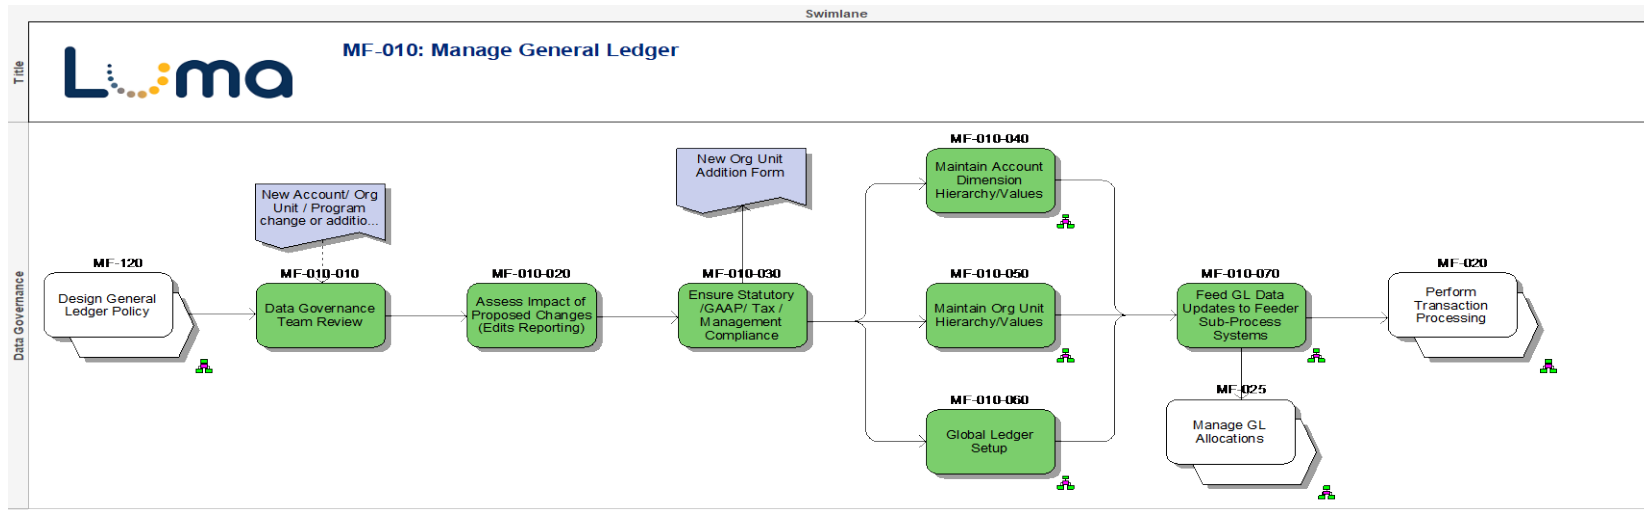 Swimlane
Title
Luma
MF-010: Manage General Ledger
Data Governance
MF-120
Design General
Ledger Policy
New Account/ Org
Unit / Program
change or additio...
MF-010-010
Data Governance
Team Review
MF-010-020
Assess Impact of
Proposed Changes
(Edits Reporting)
New Org Unit
Addition Form
MF-010-030
Ensure Statutory
/GAAP/ Tax /
Management
Compliance
MF-010-040
Maintain Account
Dimension
Hierarchy/Values
MF-010-050
Maintain Org Unit
Hierarchy/Values
MF-010-060
Global Ledger
Setup
MF-010-070
Feed GL Data
Updates to Feeder
Sub-Process
Systems
MF-025
Manage GL
Allocations
MF-020
Perform
Transaction
Processing